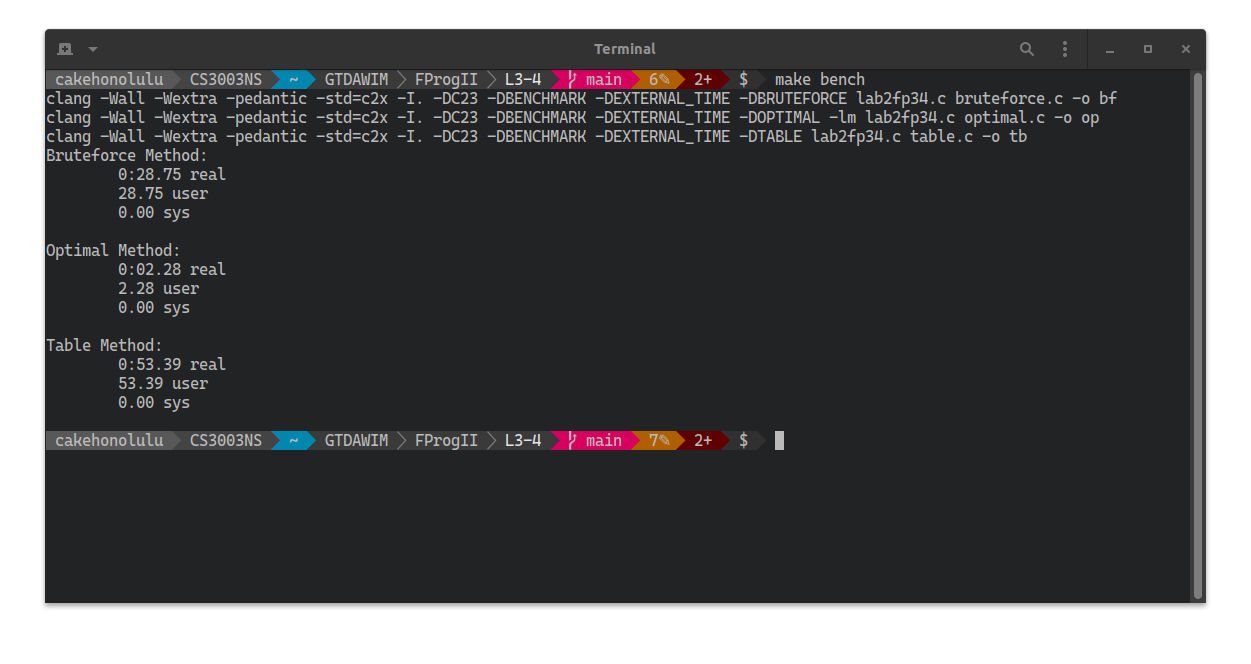 Terminal
cakehonolulu CS3003NS ~ GTDAWIM FProgII L3-4 main 6✎ 2+ $ make bench
clang -Wall -Wextra -pedantic -std=c2x -I. -DC23 -DBENCHMARK -DEXTERNAL_TIME -DBRUTEFORCE lab2fp34.c bruteforce.c -o bf
clang -Wall -Wextra -pedantic -std=c2x -I. -DC23 -DBENCHMARK -DEXTERNAL_TIME -DOPTIMAL -lm lab2fp34.c optimal.c -o op
clang -Wall -Wextra -pedantic -std=c2x -I. -DC23 -DBENCHMARK -DEXTERNAL_TIME -DTABLE lab2fp34.c table.c -o tb
Bruteforce Method:
0:28.75 real
28.75 user
0.00 sys
Optimal Method:
0:02.28 real
2.28 user
0.00 sys
Table Method:
0:53.39 real
53.39 user
0.00 sys
cakehonolulu CS3003NS ~ GTDAWIM FProgII L3-4 main 7✎ 2+ $